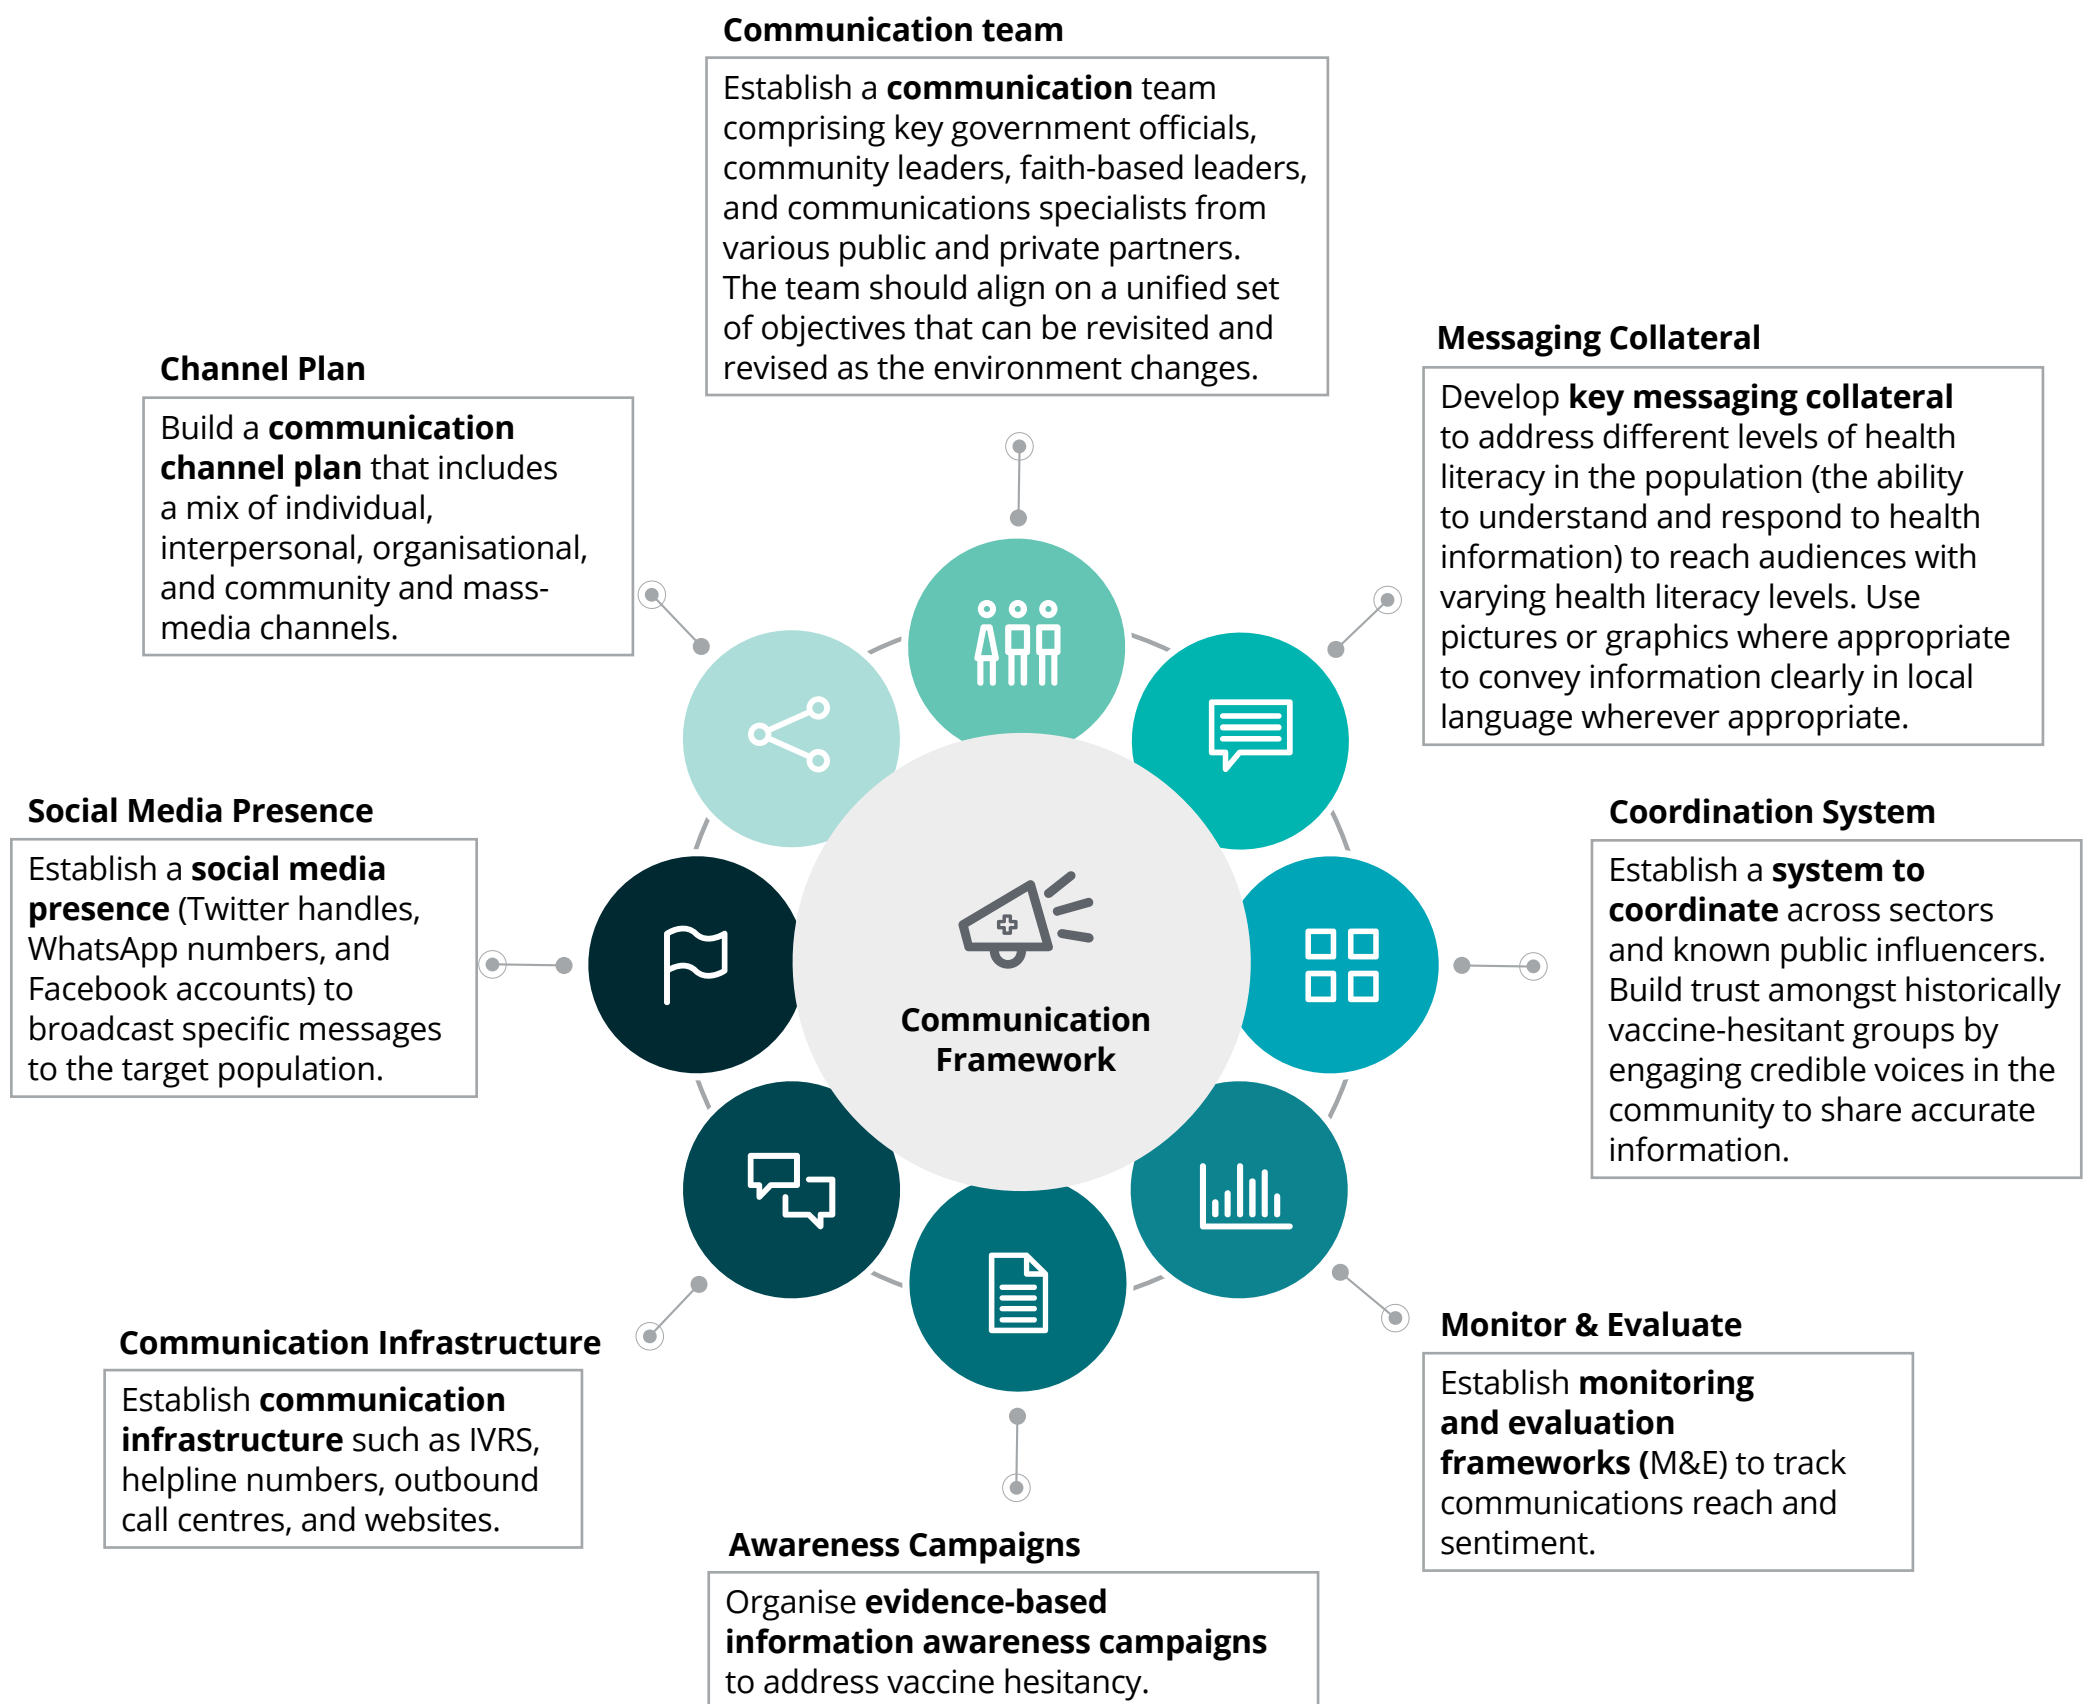 Communication team
Establish a communication team
comprising key government officials,
community leaders, faith-based leaders,
and communications specialists from
various public and private partners.
The team should align on a unified set
of objectives that can be revisited and
revised as the environment changes.
Messaging Collateral
Develop key messaging collateral
to address different levels of health
literacy in the population (the ability
to understand and respond to health
information) to reach audiences with
varying health literacy levels. Use
pictures or graphics where appropriate
to convey information clearly in local
language wherever appropriate.
Coordination System
Establish a system to
coordinate across sectors
and known public influencers.
Build trust amongst historically
vaccine-hesitant groups by
engaging credible voices in the
community to share accurate
information.
Monitor & Evaluate
Establish monitoring
and evaluation
frameworks (M&E) to track
communications reach and
sentiment.
Awareness Campaigns
Organise evidence-based
information awareness campaigns
to address vaccine hesitancy.
Communication Infrastructure
Establish communication
infrastructure such as IVRS,
helpline numbers, outbound
call centres, and websites.
Social Media Presence
Establish a social media
presence (Twitter handles,
WhatsApp numbers, and
Facebook accounts) to
broadcast specific messages
to the target population.
Channel Plan
Build a communication
channel plan that includes
a mix of individual,
interpersonal, organisational,
and community and mass-
media channels.
Communication
Framework